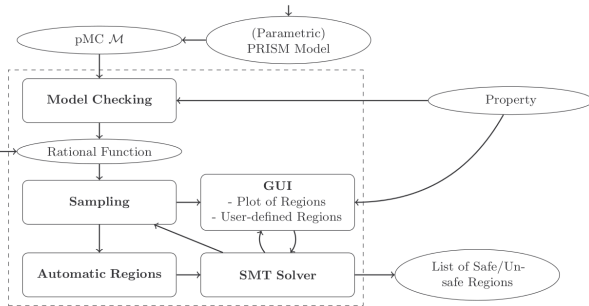 (Parametric)
PRISM Model
pMC ℳ
Model Checking
Property
Rational Function
Sampling
GUI
- Plot of Regions
- User-defined Regions
Automatic Regions
SMT Solver
List of Safe/Un-
safe Regions